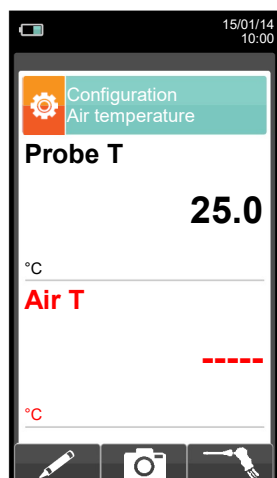 15/01/14
10:00
Configuration
Air temperature
Probe T
25.0
°C
Air T
-----
°C